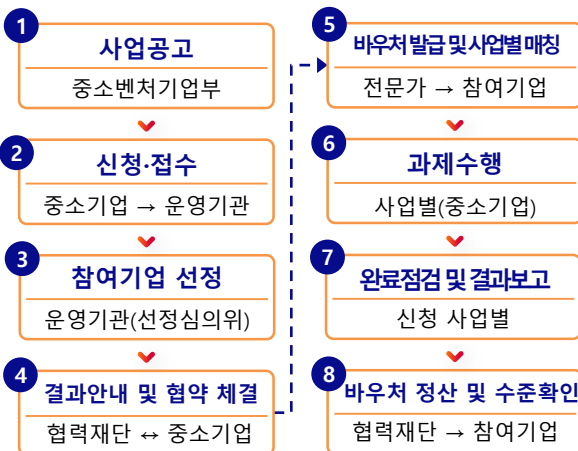 1
사업공고
중소벤처기업부
2
신청·접수
중소기업 → 운영기관
3
참여기업 선정
운영기관(선정심의위)
4
결과안내 및 협약 체결
협력재단 ↔ 중소기업
5
바우처 발급 및 사업별 매칭
전문가 → 참여기업
6
과제수행
사업별(중소기업)
7
완료점검 및 결과보고
신청 사업별
8
바우처 정산 및 수준확인
협력재단 → 참여기업